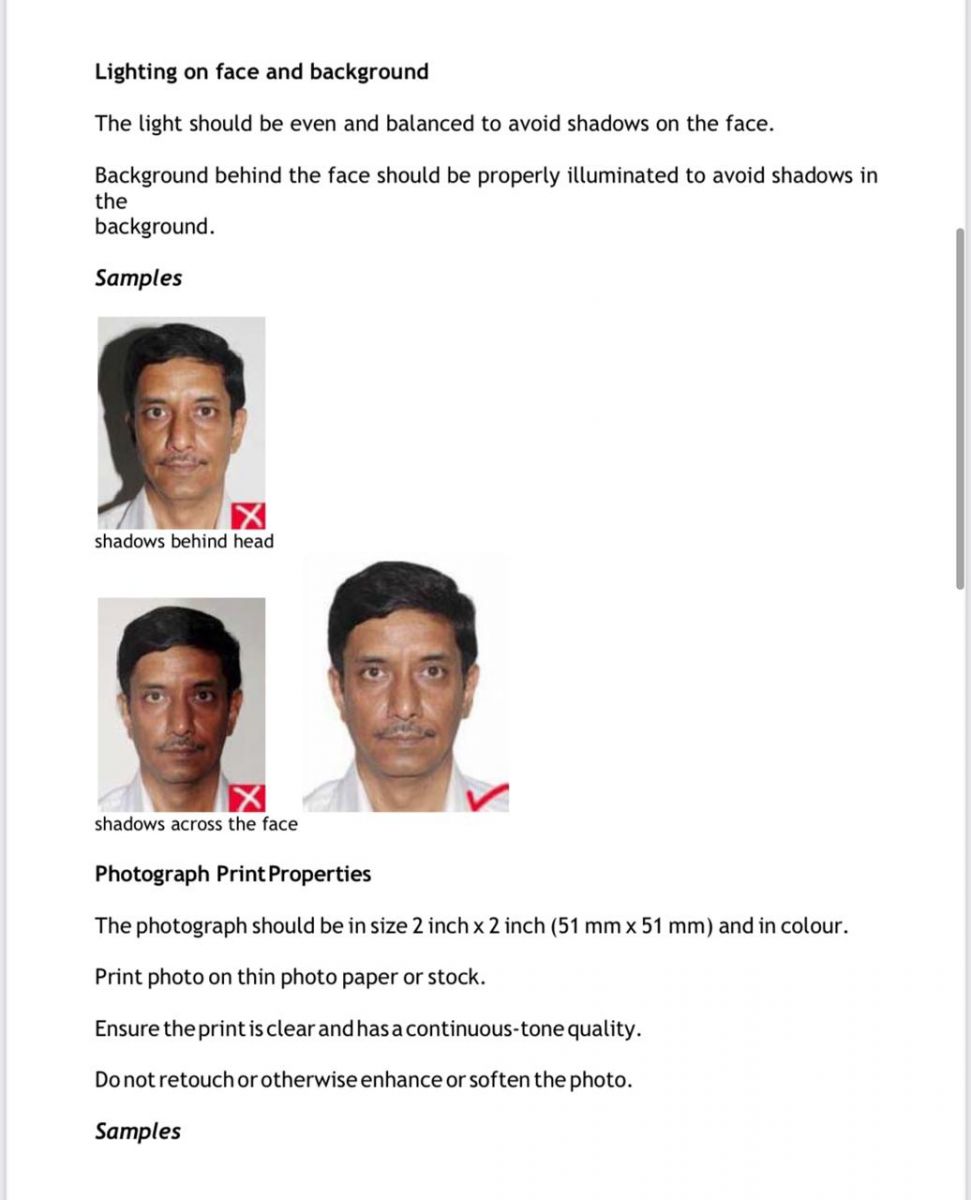 Lighting on face and background
The light should be even and balanced to avoid shadows on the face.
Background behind the face should be properly illuminated to avoid shadows in
the
background.
Samples
shadows behind head
shadows across the face
Photograph Print Properties
The photograph should be in size 2 inch x 2 inch (51 mm x 51 mm) and in colour.
Print photo on thin photo paper or stock.
Ensure the print is clear and has a continuous-tone quality.
Do not retouch or otherwise enhance or soften the photo.
Samples